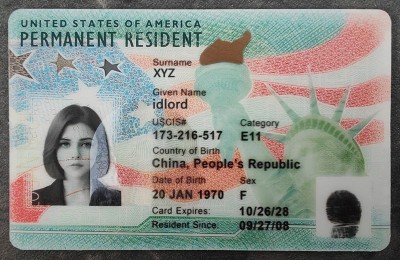 UNITED STATES OF AMERICA
PERMANENT RESIDENT
Surname
XYZ
Given Name
idlord
USCIS# Category
173-216-517 E11
Country of Birth
China, People's Republic
Date of Birth Sex
20 JAN 1970 F
Card Expires: 10/26/28
Resident Since: 09/27/08